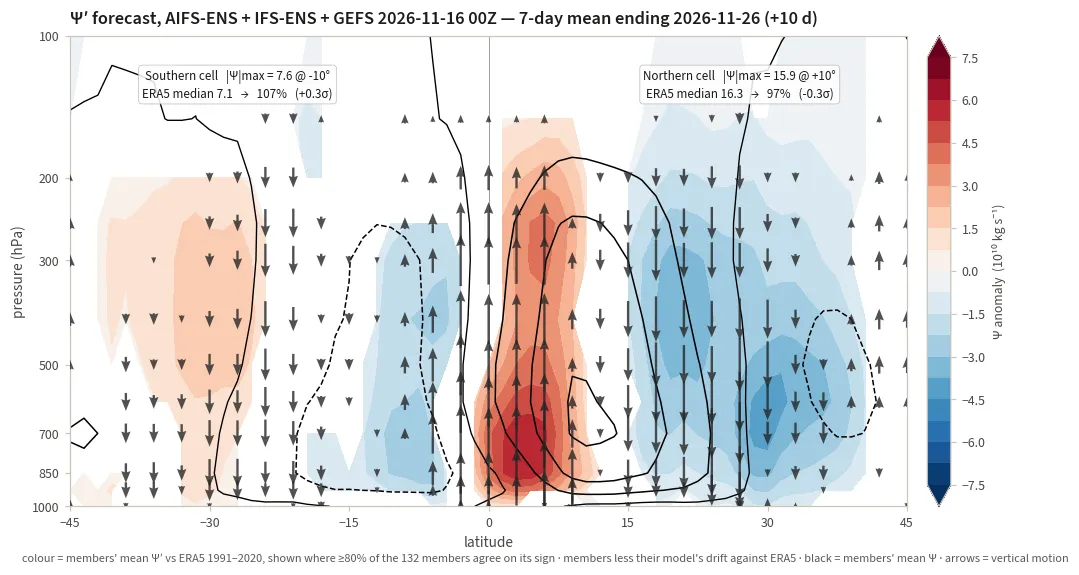 Ψ′ forecast, AIFS-ENS + IFS-ENS + GEFS 2026-11-16 00Z — 7-day mean ending 2026-11-26 (+10 d)
Southern cell |Ψ|max = 7.6 @ -10°
ERA5 median 7.1 → 107% (+0.3σ)
Northern cell |Ψ|max = 15.9 @ +10°
ERA5 median 16.3 → 97% (-0.3σ)
100
200
300
400
500
700
850
1000
pressure (hPa)
−45
−30
−15
0
15
30
45
latitude
7.5
6.0
4.5
3.0
1.5
0.0
−1.5
−3.0
−4.5
−6.0
−7.5
Ψ anomaly (10¹⁰ kg s⁻¹)
colour = members' mean Ψ′ vs ERA5 1991–2020, shown where ≥80% of the 132 members agree on its sign · members less their model's drift against ERA5 · black = members' mean Ψ · arrows = vertical motion